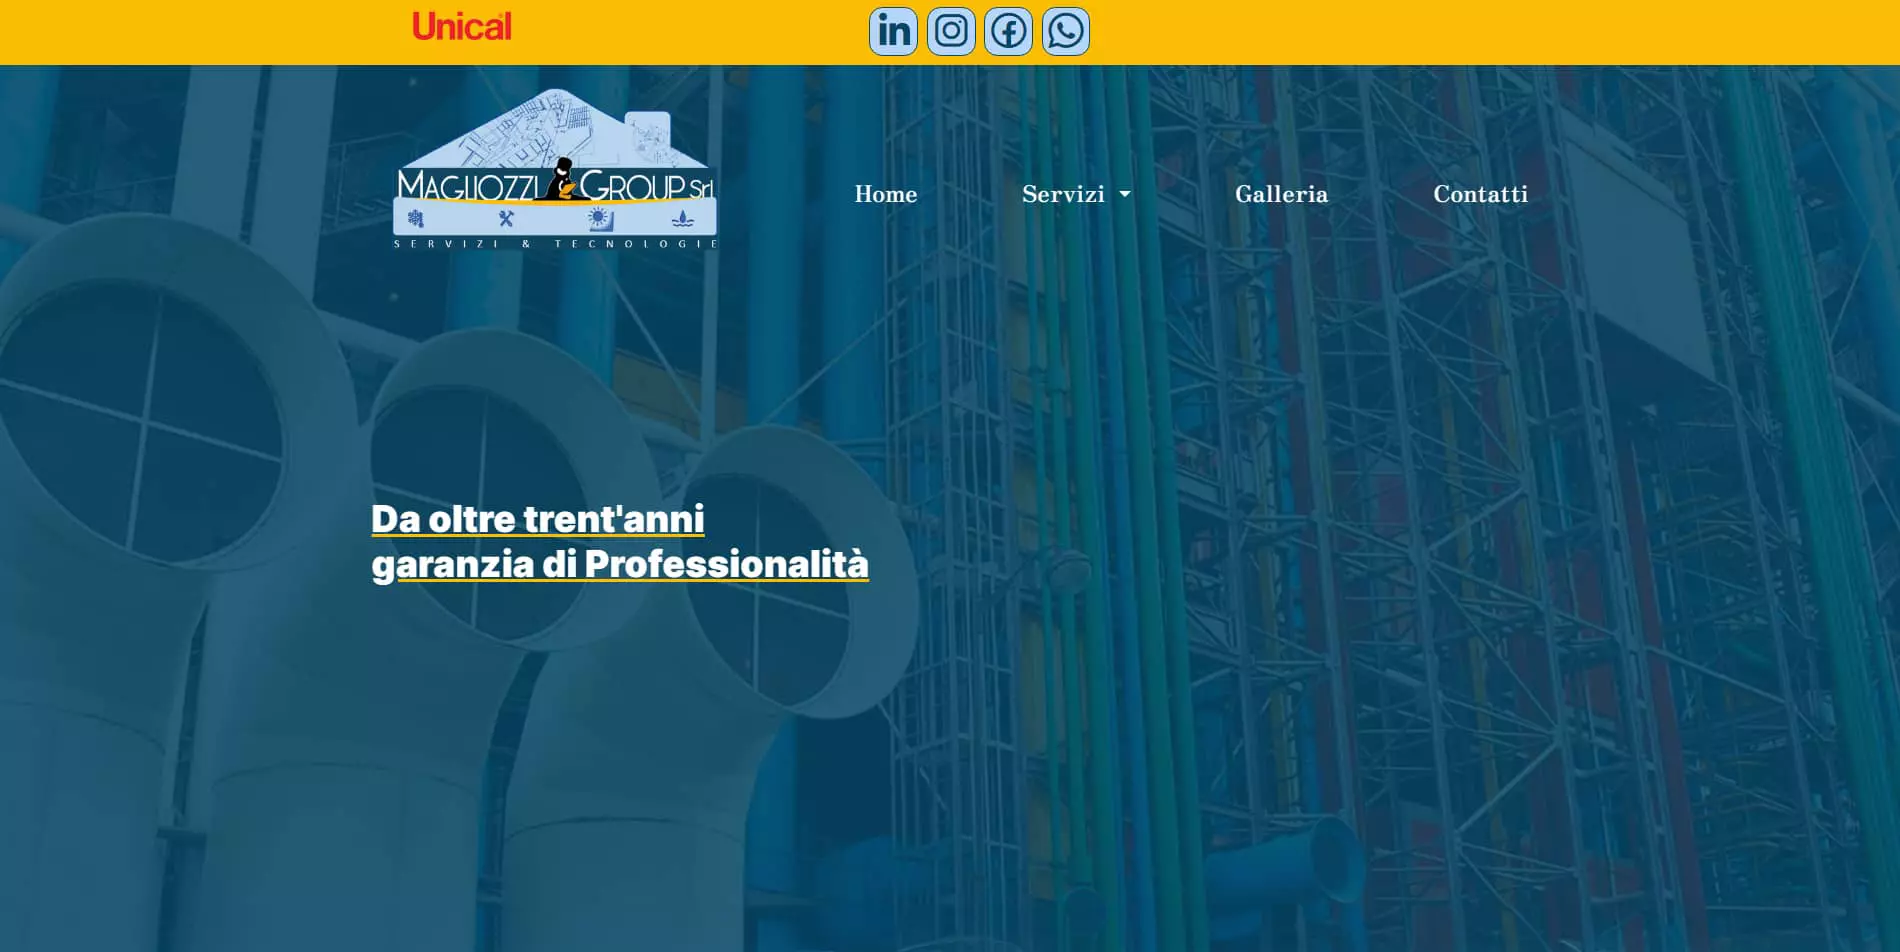 Unical
MAGLIOZZI GROUP Srl.
SERVIZI & TECNOLOGIE
Home
Servizi
Galleria
Contatti
Da oltre trent'anni
garanzia di Professionalità